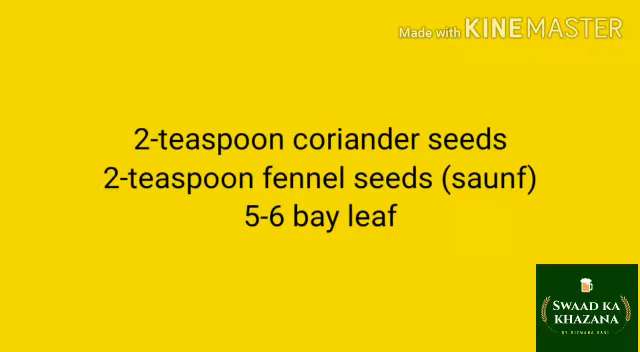 Made with KINEMASTER
2-teaspoon coriander seeds
2-teaspoon fennel seeds (saunf)
5-6 bay leaf
SWAAD KA
KHAZANA